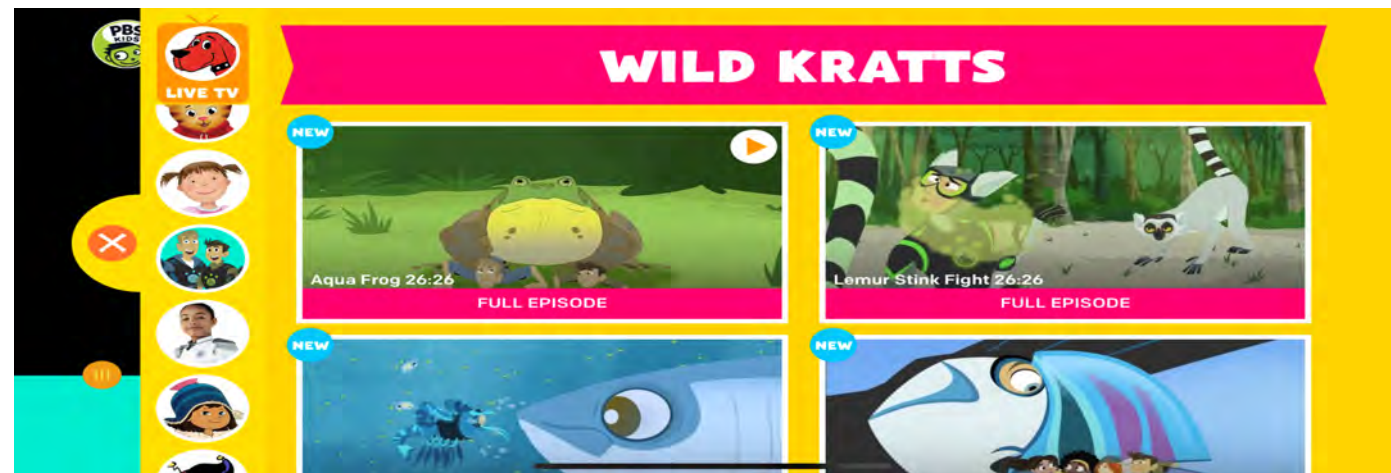 PBS
KIDS
LIVE TV
WILD KRATTS
NEW
NEW
Aqua Frog 26:26
Lemur Stink Fight 26:26
FULL EPISODE
FULL EPISODE
NEW
NEW